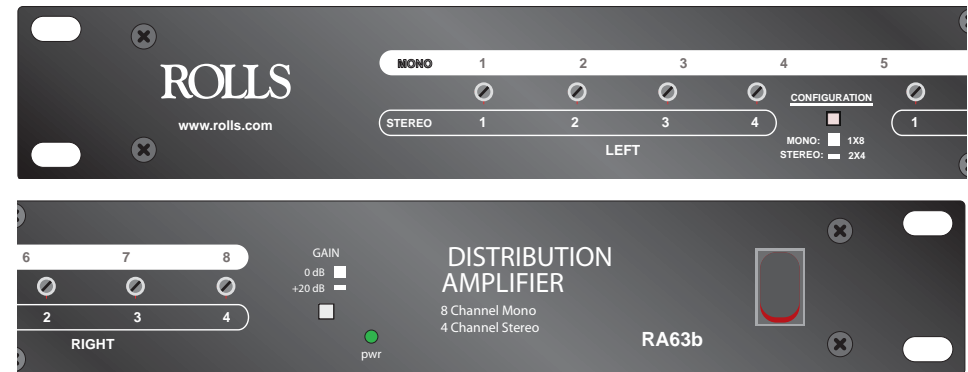 MONO 1 2 3 4 5
ROLLS
www.rolls.com
CONFIGURATION
STEREO 1 2 3 4 1
LEFT
MONO: 1X8
STEREO: 2X4
6 7 8
GAIN
0 dB
+20 dB
DISTRIBUTION
AMPLIFIER
8 Channel Mono
4 Channel Stereo
2 3 4
RIGHT
pwr
RA63b